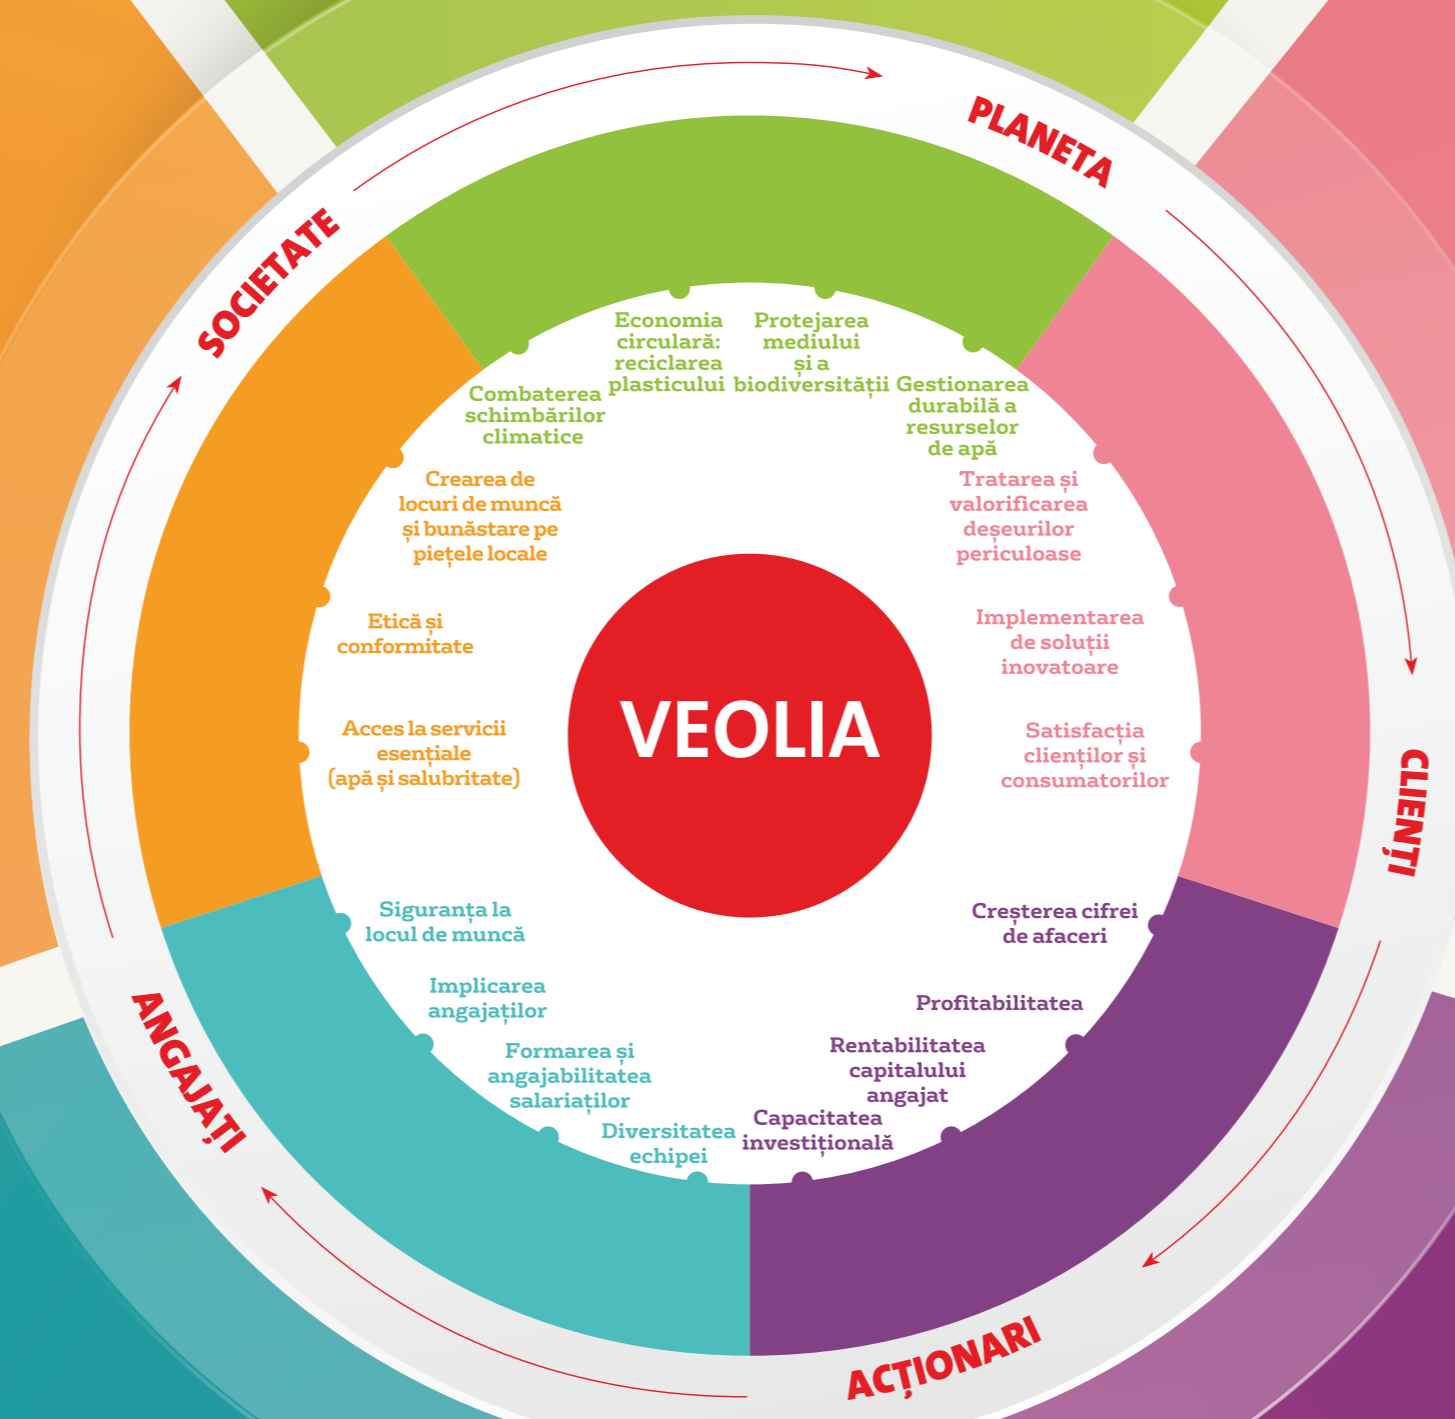 PLANETA
SOCIETATE
CLIENȚI
ACȚIONARI
ANGAJAȚI
VEOLIA
Combaterea
schimbărilor
climatice
Economia
circulară:
reciclarea
plasticului
Protejarea
mediului
și a
biodiversității
Gestionarea
durabilă a
resurselor
de apă
Tratarea și
valorificarea
deșeurilor
periculoase
Implementarea
de soluții
inovatoare
Satisfacția
clienților și
consumatorilor
Creșterea cifrei
de afaceri
Profitabilitatea
Rentabilitatea
capitalului
angajat
Capacitatea
investițională
Diversitatea
echipei
Formarea și
angajabilitatea
salariaților
Implicarea
angajaților
Siguranța la
locul de muncă
Acces la servicii
esențiale
(apă și salubritate)
Etică și
conformitate
Crearea de
locuri de muncă
și bunăstare pe
piețele locale